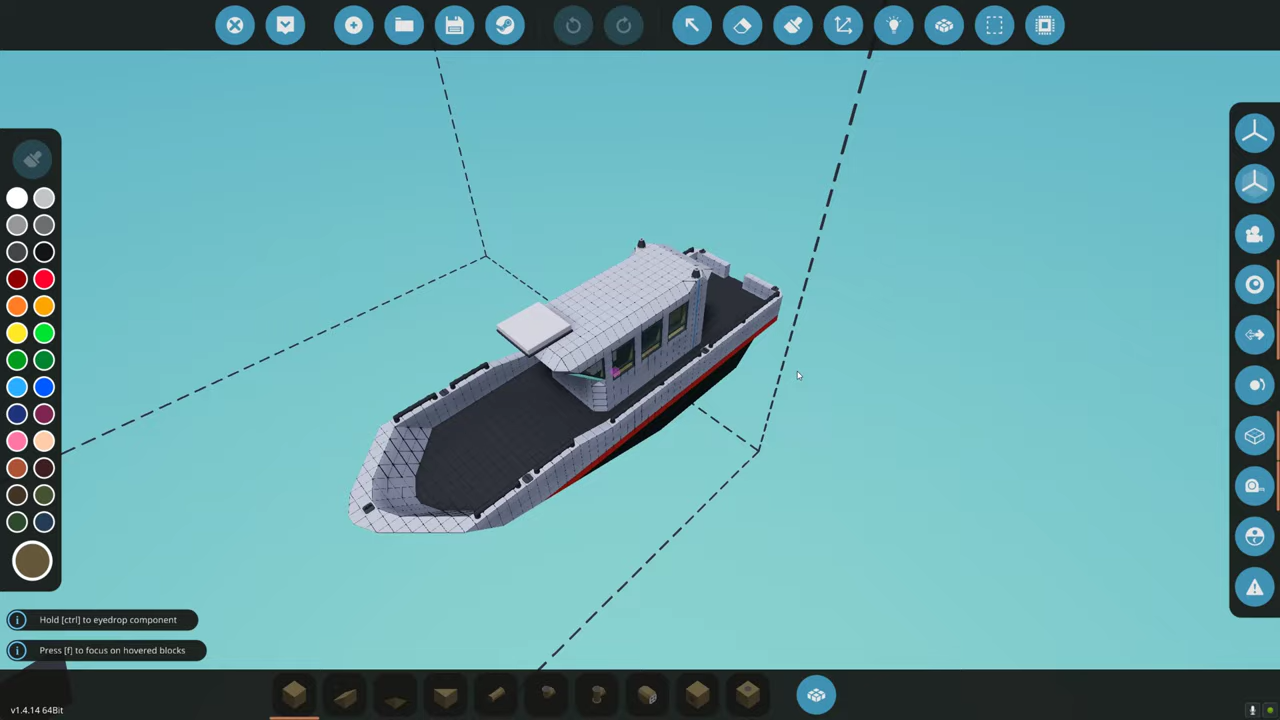 Hold [ctrl] to eyedrop component
Press [f] to focus on hovered blocks
v1.4.14 64Bit